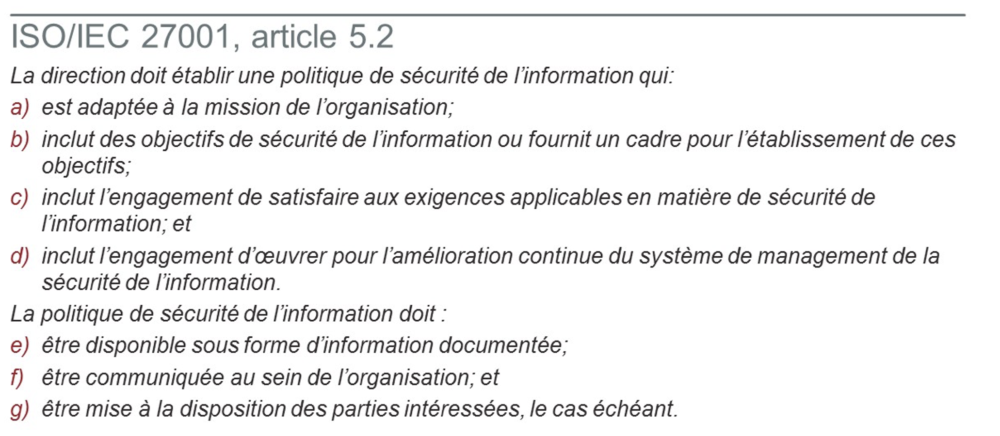 ISO/IEC 27001, article 5.2
La direction doit établir une politique de sécurité de l’information qui:
a) est adaptée à la mission de l’organisation;
b) inclut des objectifs de sécurité de l’information ou fournit un cadre pour l’établissement de ces
objectifs;
c) inclut l’engagement de satisfaire aux exigences applicables en matière de sécurité de
l’information; et
d) inclut l’engagement d’œuvrer pour l’amélioration continue du système de management de la
sécurité de l’information.
La politique de sécurité de l’information doit :
e) être disponible sous forme d’information documentée;
f) être communiquée au sein de l’organisation; et
g) être mise à la disposition des parties intéressées, le cas échéant.